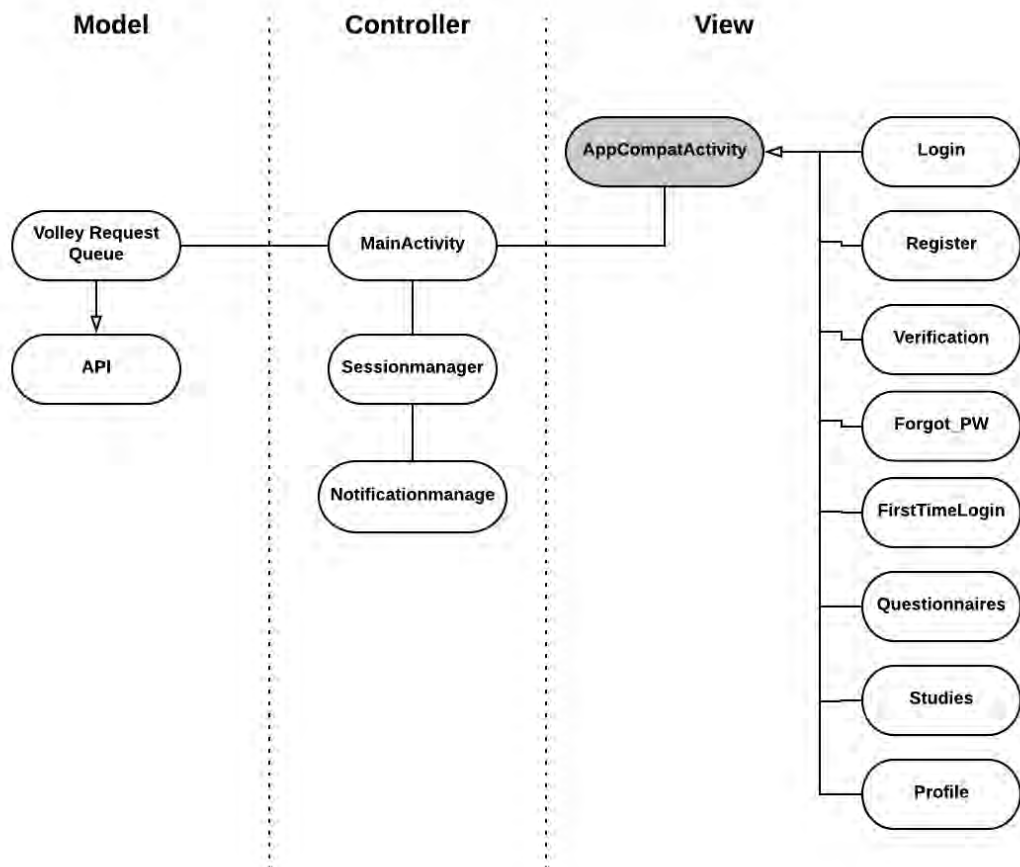 Model
Controller
View
AppCompatActivity
Login
Volley Request
Queue
MainActivity
Register
API
Sessionmanager
Verification
Forgot_PW
Notificationmanage
FirstTimeLogin
Questionnaires
Studies
Profile